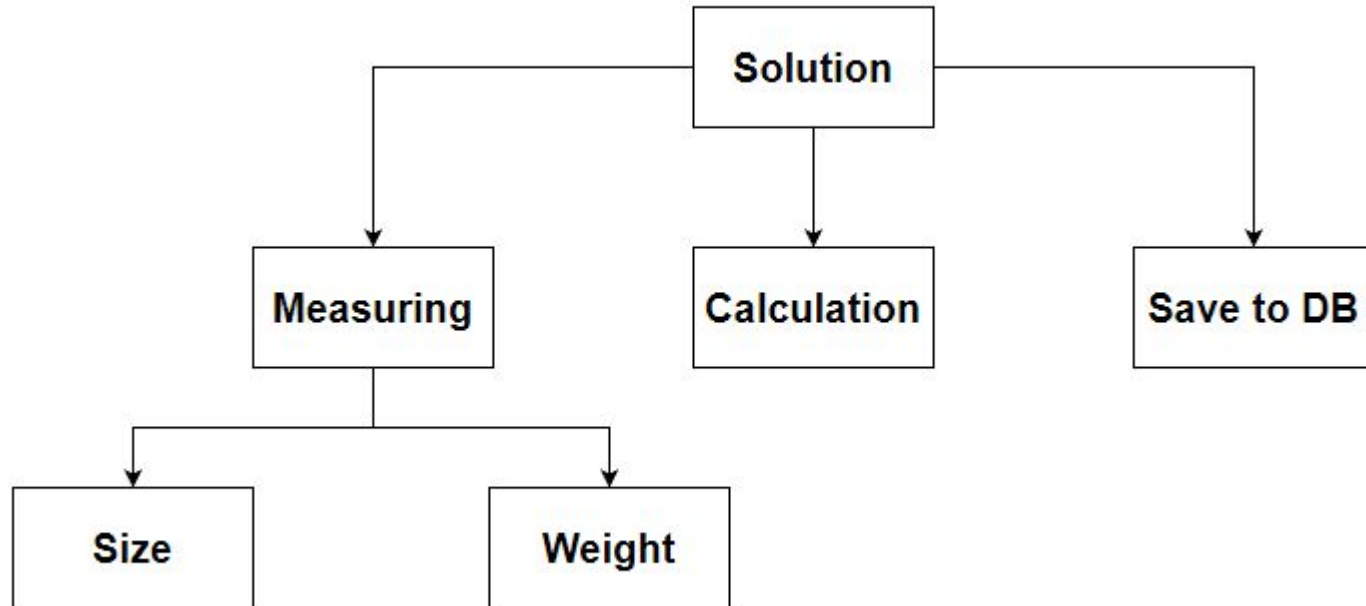 Solution
Measuring
Calculation
Save to DB
Size
Weight